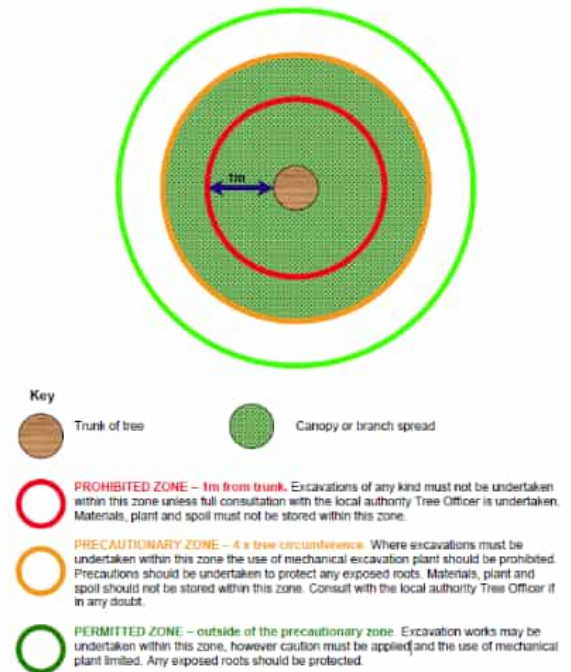 1m
Key
Trunk of tree
Canopy or branch spread
PROHIBITED ZONE – 1m from trunk. Excavations of any kind must not be undertaken
within this zone unless full consultation with the local authority Tree Officer is undertaken.
Materials, plant and spoil must not be stored within this zone.
PRECAUTIONARY ZONE – 4 x tree circumference. Where excavations must be
undertaken within this zone the use of mechanical excavation plant should be prohibited.
Precautions should be undertaken to protect any exposed roots. Materials, plant and
spoil should not be stored within this zone. Consult with the local authority Tree Officer if
in any doubt.
PERMITTED ZONE – outside of the precautionary zone. Excavation works may be
undertaken within this zone, however caution must be applied and the use of mechanical
plant limited. Any exposed roots should be protected.